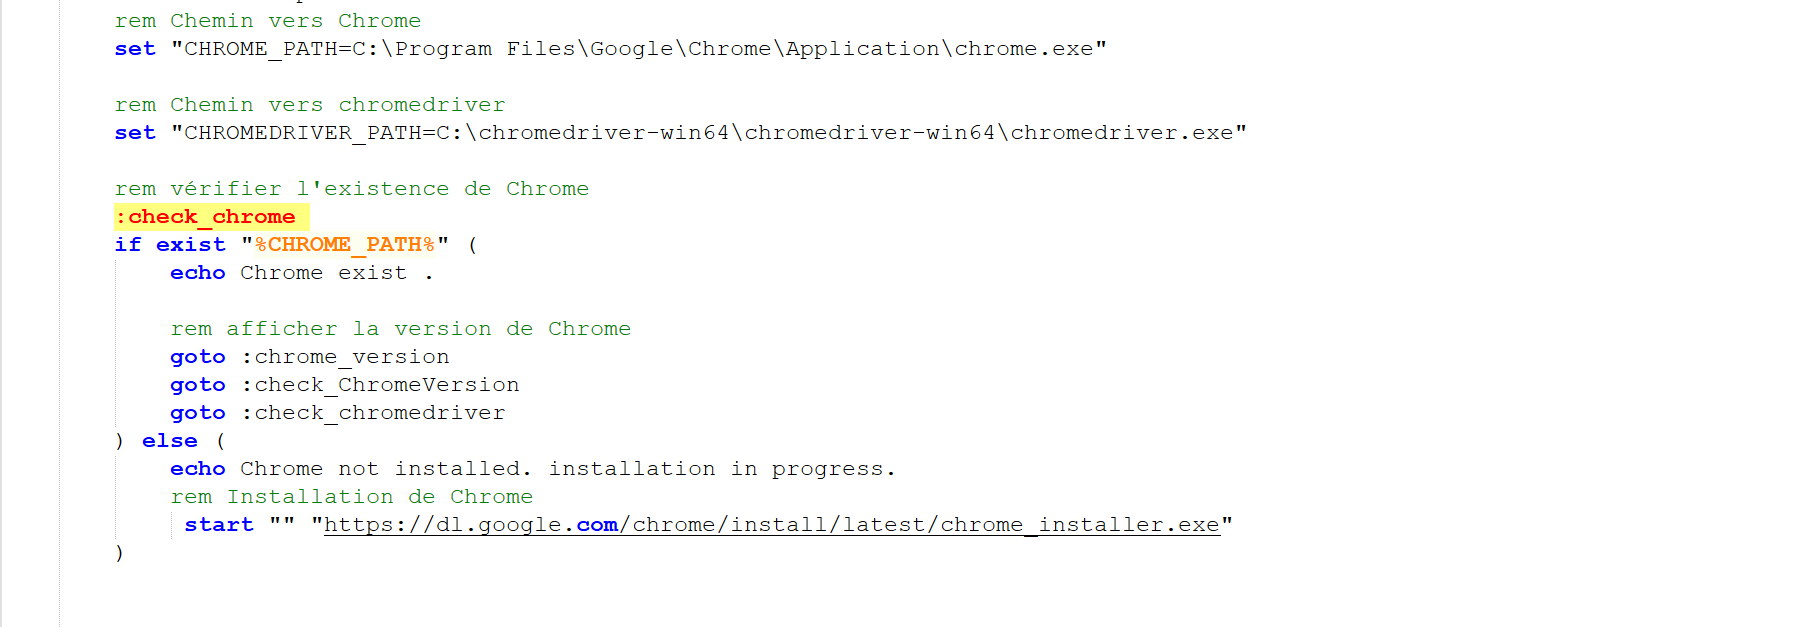 rem Chemin vers Chrome
set "CHROME_PATH=C:\Program Files\Google\Chrome\Application\chrome.exe"
rem Chemin vers chromedriver
set "CHROMEDRIVER_PATH=C:\chromedriver-win64\chromedriver-win64\chromedriver.exe"
rem vérifier l'existence de Chrome
:check_chrome
if exist "%CHROME_PATH%" (
echo Chrome exist .
rem afficher la version de Chrome
goto :chrome_version
goto :check_ChromeVersion
goto :check_chromedriver
) else (
echo Chrome not installed. installation in progress.
rem Installation de Chrome
start "" "https://dl.google.com/chrome/install/latest/chrome_installer.exe"
)